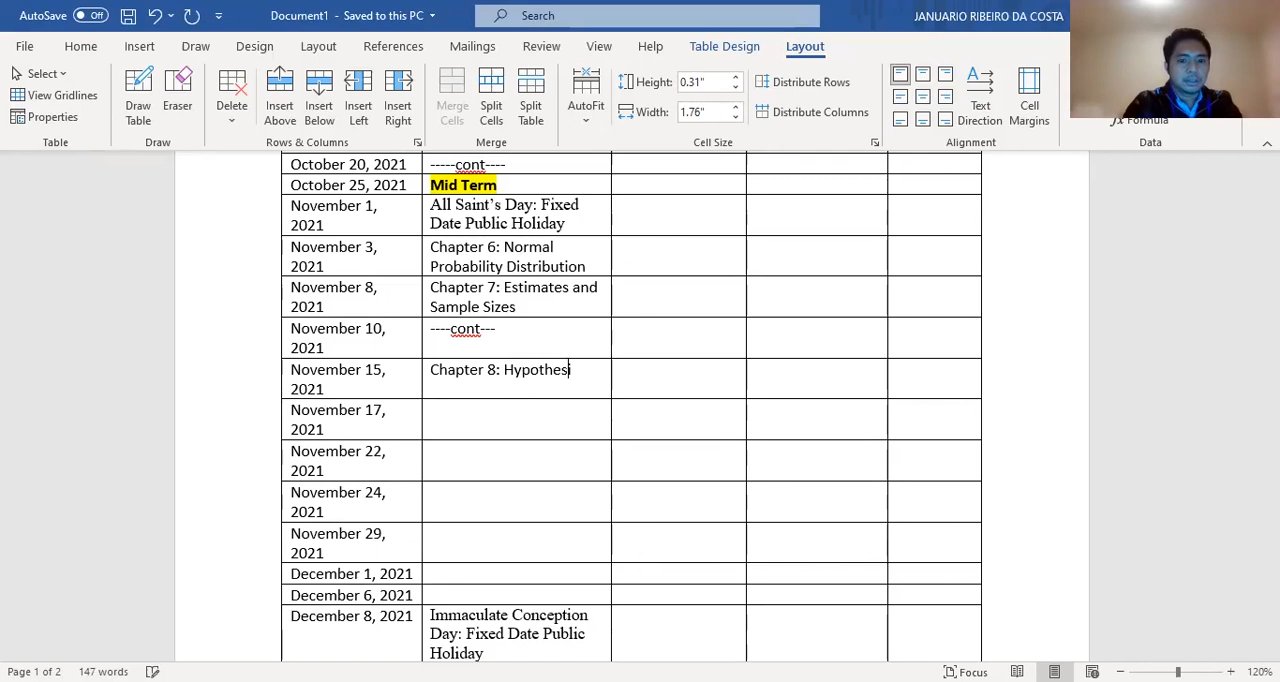 AutoSave Off Document1 - Saved to this PC Search JANUARIO RIBEIRO DA COSTA
File Home Insert Draw Design Layout References Mailings Review View Help Table Design Layout
Select
View Gridlines
Properties
Table
Draw Table
Eraser
Draw
Delete
Insert Above
Insert Below
Insert Left
Insert Right
Rows & Columns
Merge Cells
Split Cells
Split Table
Merge
AutoFit
Height: 0.31"
Width: 1.76"
Distribute Rows
Distribute Columns
Cell Size
Text Direction
Cell Margins
Alignment
fx Formula
Data
October 20, 2021 -----cont----
October 25, 2021 Mid Term
November 1, 2021 All Saint’s Day: Fixed
Date Public Holiday
November 3, 2021 Chapter 6: Normal
Probability Distribution
November 8, 2021 Chapter 7: Estimates and
Sample Sizes
November 10, 2021 ----cont---
November 15, 2021 Chapter 8: Hypothesi
November 17, 2021
November 22, 2021
November 24, 2021
November 29, 2021
December 1, 2021
December 6, 2021
December 8, 2021 Immaculate Conception
Day: Fixed Date Public
Holiday
Page 1 of 2 147 words Focus 120%